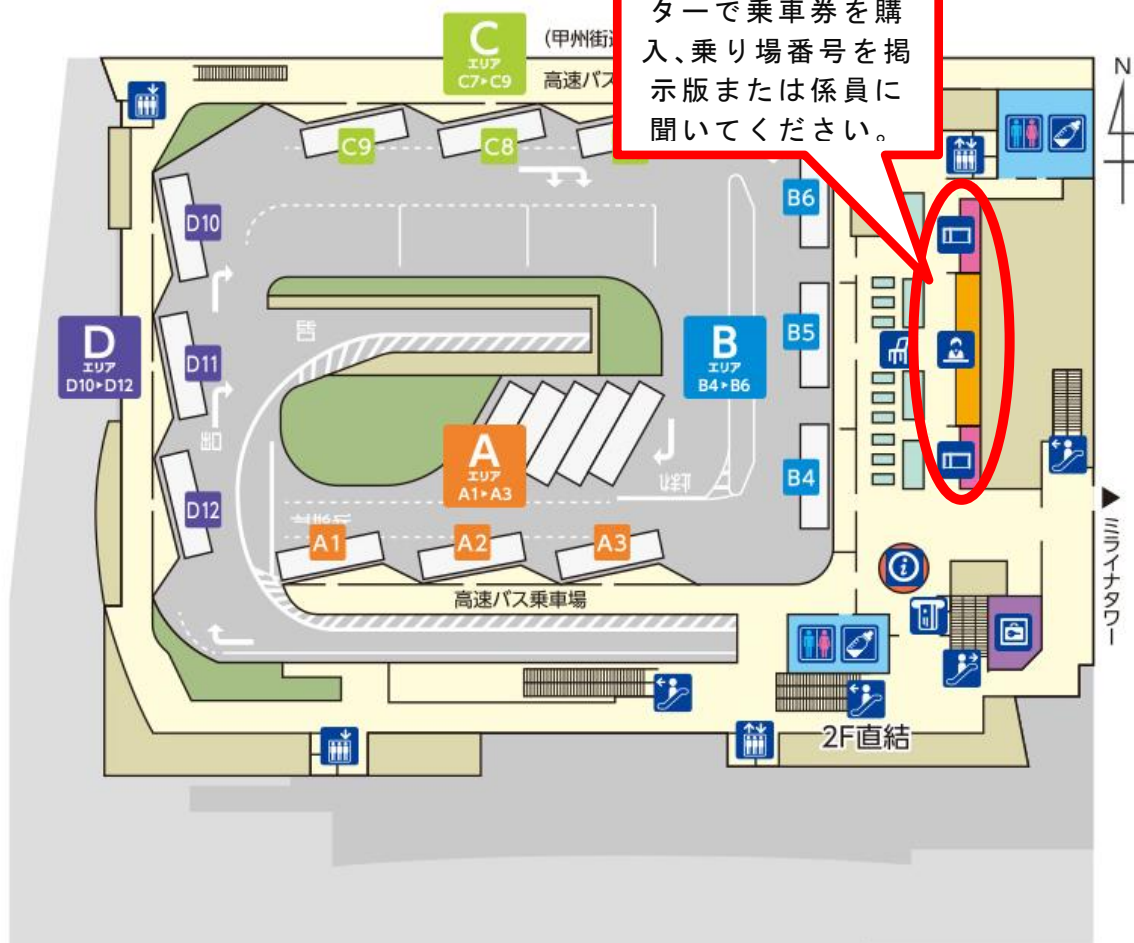 ターで乗車券を購
入、乗り場番号を掲
示版または係員に
聞いてください。
C
エリア
C7▸C9
(甲州街道
高速バス
N
C9
C8
B6
D10
D
エリア
D10▸D12
D11
B
エリア
B4▸B6
B5
A
エリア
A1▸A3
B4
D12
A1
A2
A3
高速バス乗車場
▶ミライナタワー
2F直結